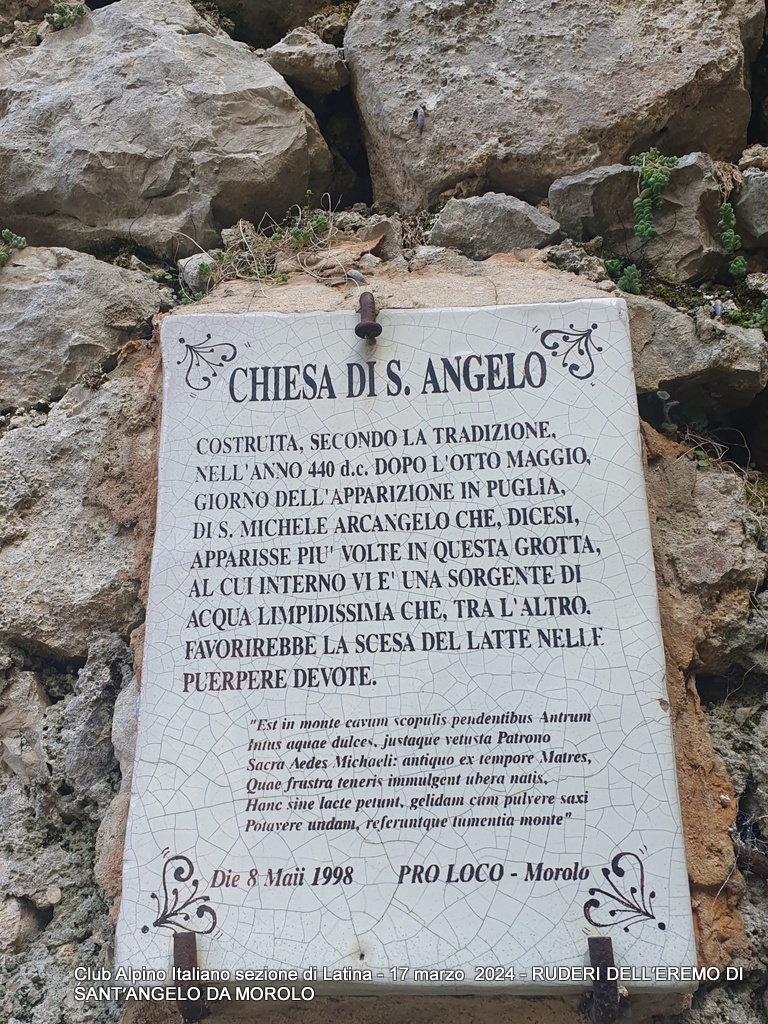 CHIESA DI S. ANGELO
COSTRUITA, SECONDO LA TRADIZIONE,
NELL'ANNO 440 d.c. DOPO L'OTTO MAGGIO,
GIORNO DELL'APPARIZIONE IN PUGLIA,
DI S. MICHELE ARCANGELO CHE, DICESI,
APPARISSE PIU' VOLTE IN QUESTA GROTTA,
AL CUI INTERNO VI E' UNA SORGENTE DI
ACQUA LIMPIDISSIMA CHE, TRA L'ALTRO.
FAVORIREBBE LA SCESA DEL LATTE NELLE
PUERPERE DEVOTE.
"Est in monte cavum scopulis pendentibus Antrum
Intus aquae dulces, justaque vetusta Patrono
Sacra Aedes Michaeli: antiquo ex tempore Matres,
Quae frustra teneris immulgent ubera natis,
Hanc sine lacte petunt, gelidam cum pulvere saxi
Potavere undam, referuntque tumentia monte"
Die 8 Maii 1998 PRO LOCO - Morolo
Club Alpino Italiano sezione di Latina - 17 marzo 2024 - RUDERI DELL'EREMO DI
SANT'ANGELO DA MOROLO